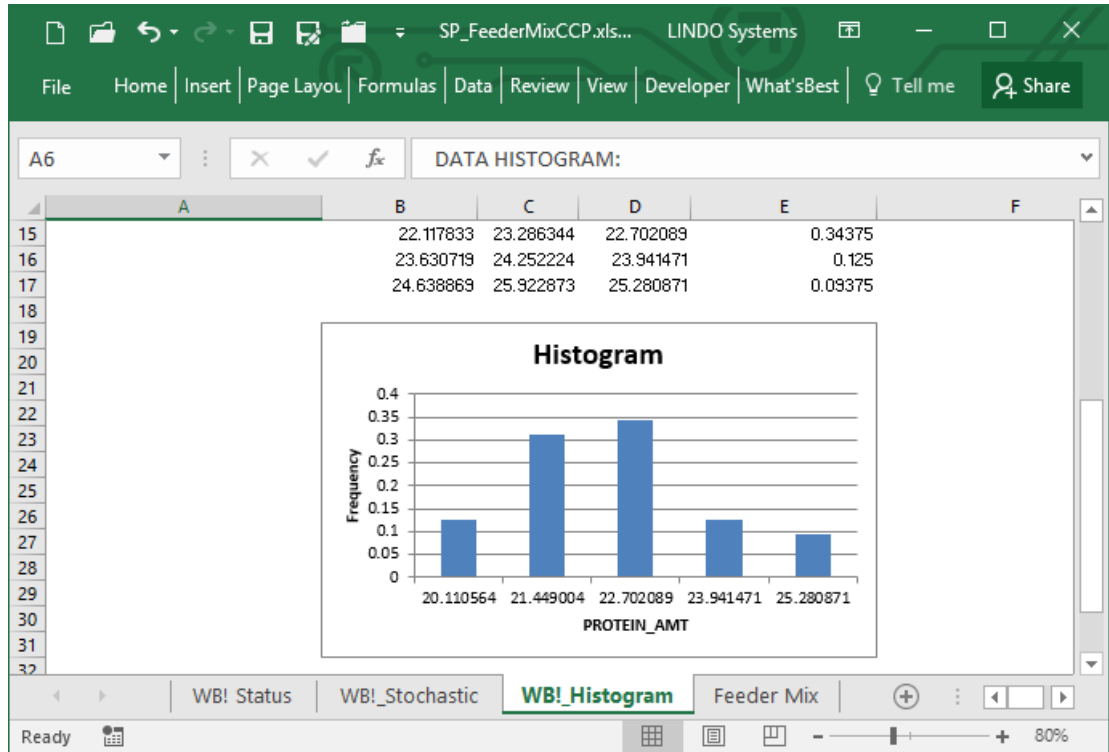 SP_FeederMixCCP.xls... LINDO Systems
File Home Insert Page Layou Formulas Data Review View Developer What'sBest Tell me Share
A6 fx DATA HISTOGRAM:
A B C D E F
15 22.117833 23.286344 22.702089 0.34375
16 23.630719 24.252224 23.941471 0.125
17 24.638869 25.922873 25.280871 0.09375
18
19
20
21
22
23
24
25
26
27
28
29
30
31
32
Histogram
Frequency
0.4
0.35
0.3
0.25
0.2
0.15
0.1
0.05
0
20.110564 21.449004 22.702089 23.941471 25.280871
PROTEIN_AMT
WB! Status WB!_Stochastic WB!_Histogram Feeder Mix
Ready 80%